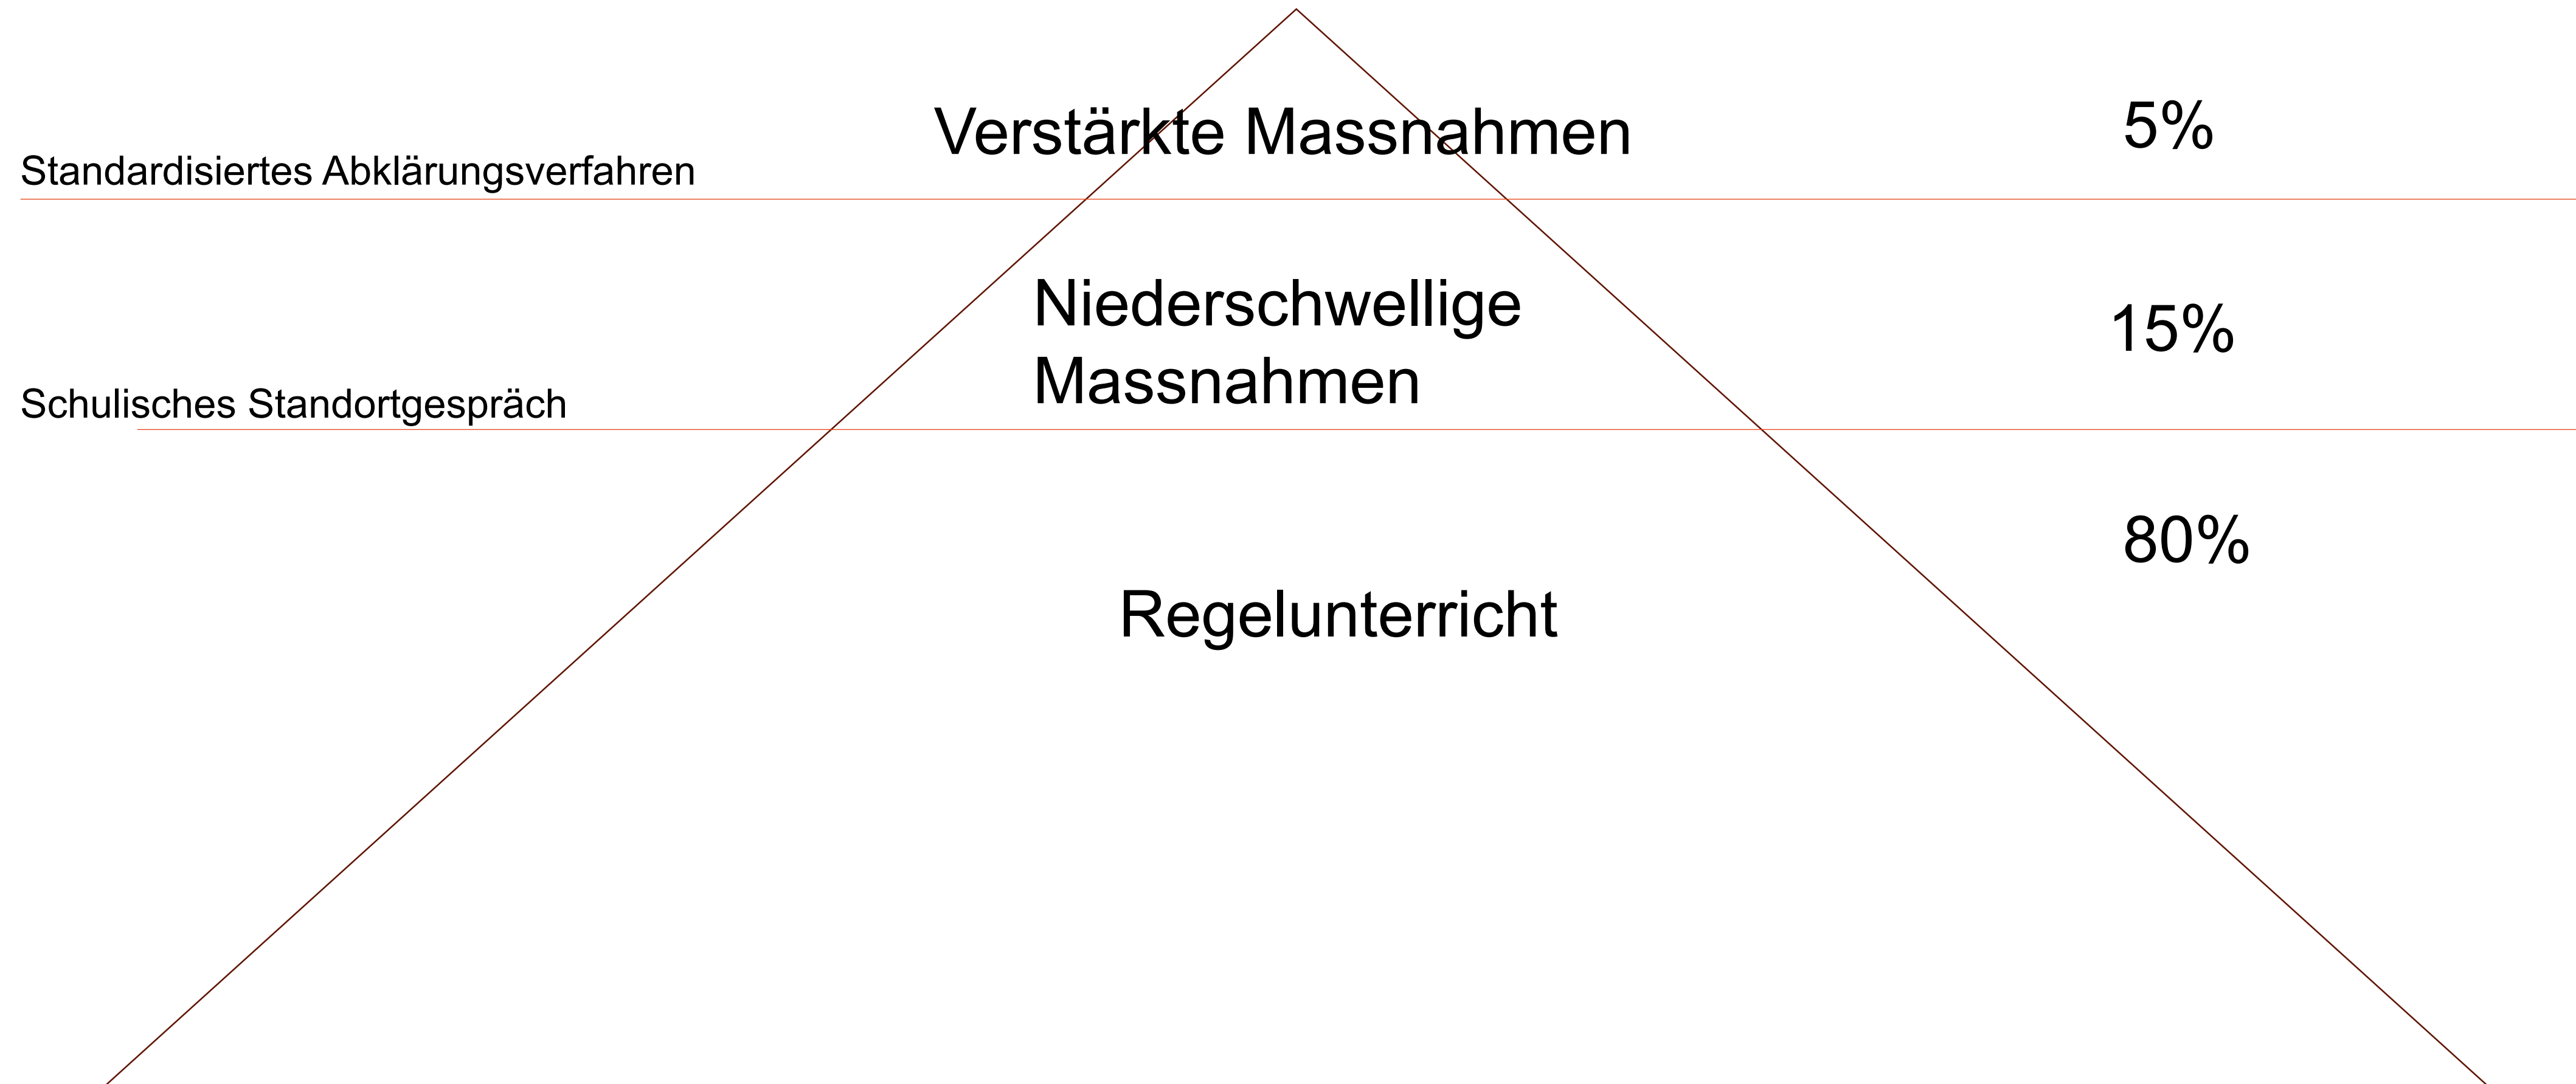 Verstärkte Massnahmen
5%
Standardisiertes Abklärungsverfahren
Niederschwellige
Massnahmen
15%
Schulisches Standortgespräch
80%
Regelunterricht